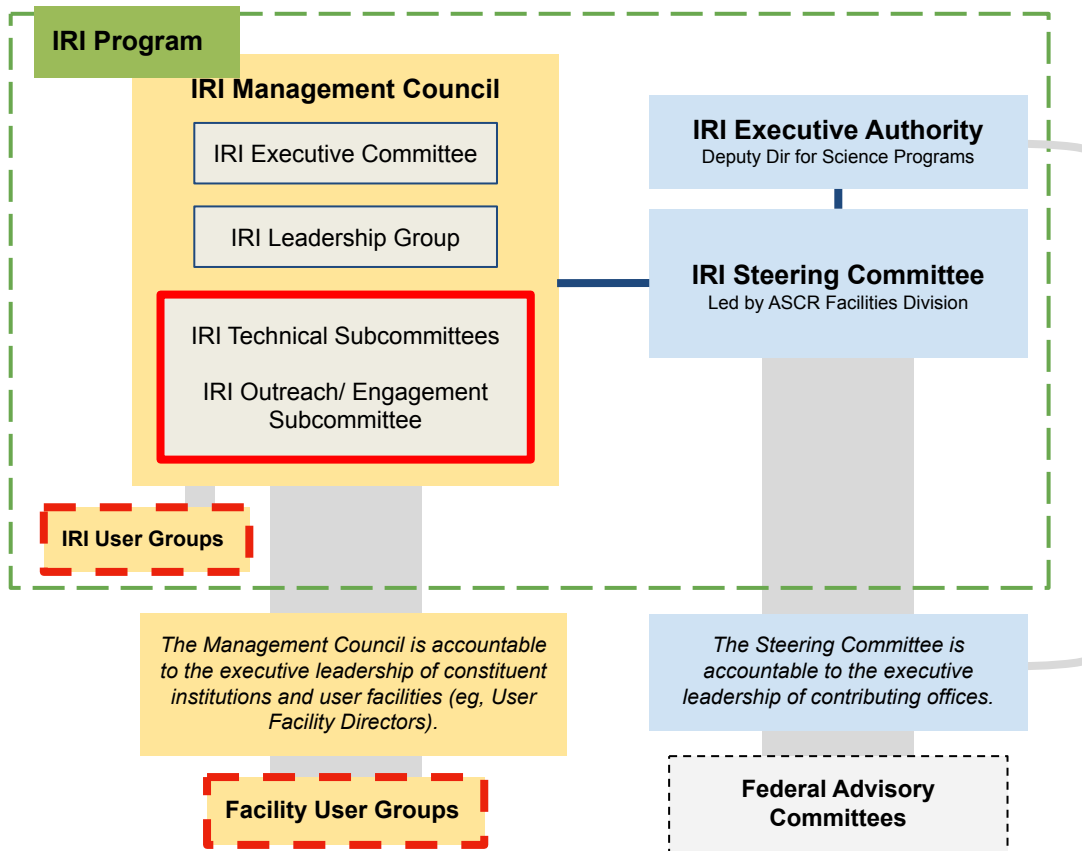 IRI Program
IRI Management Council
IRI Executive Committee
IRI Leadership Group
IRI Technical Subcommittees
IRI Outreach/ Engagement
Subcommittee
IRI User Groups
IRI Executive Authority
Deputy Dir for Science Programs
IRI Steering Committee
Led by ASCR Facilities Division
The Management Council is accountable
to the executive leadership of constituent
institutions and user facilities (eg, User
Facility Directors).
The Steering Committee is
accountable to the executive
leadership of contributing offices.
Facility User Groups
Federal Advisory
Committees